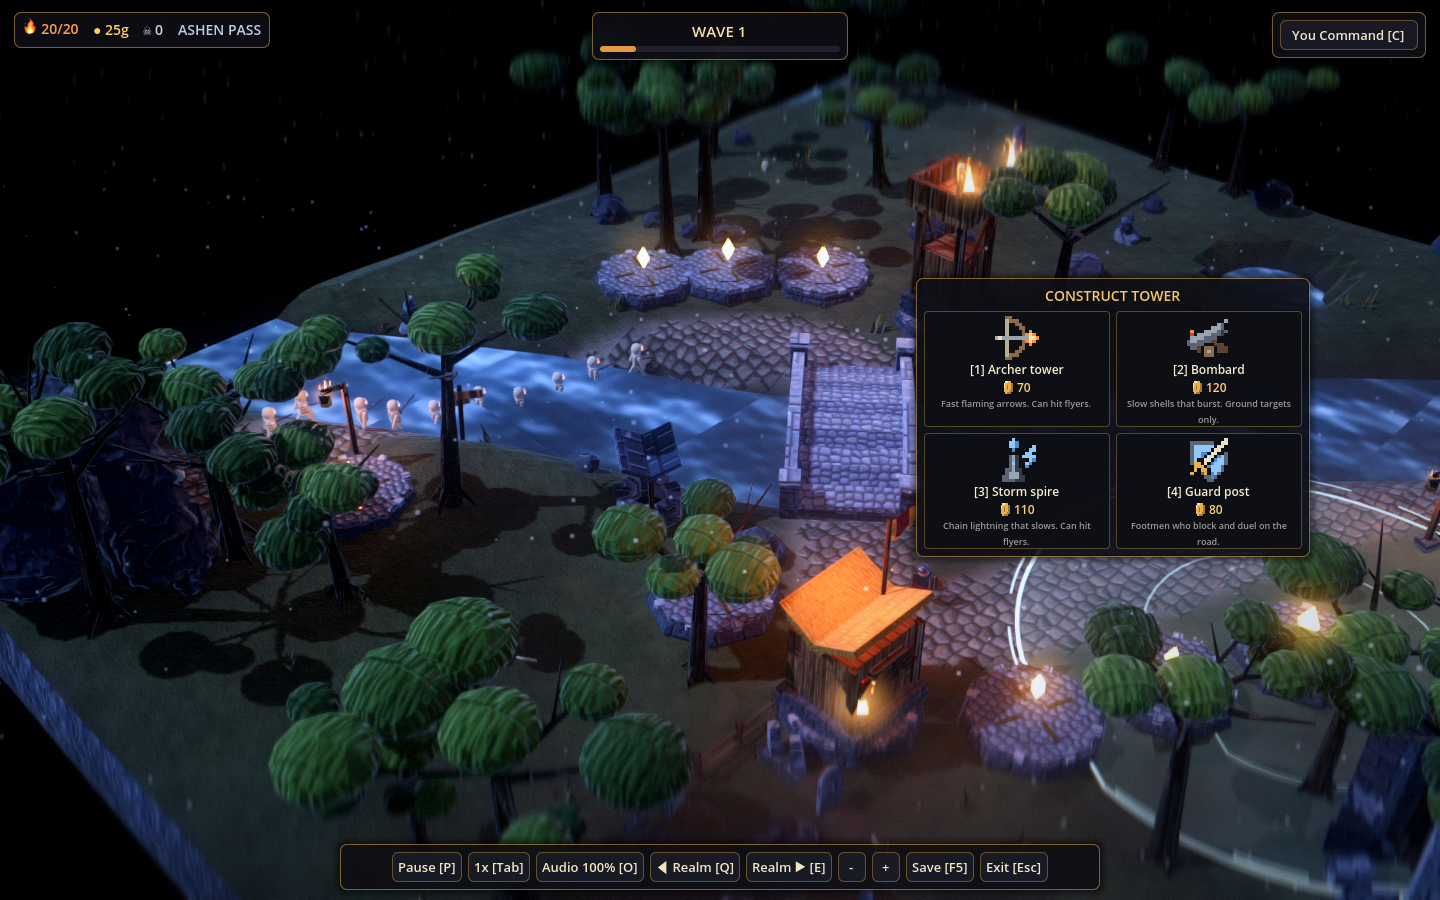 20/20 25g 0 ASHEN PASS
WAVE 1
You Command [C]
CONSTRUCT TOWER
[1] Archer tower
70
Fast flaming arrows. Can hit flyers.
[2] Bombard
120
Slow shells that burst. Ground targets
only.
[3] Storm spire
110
Chain lightning that slows. Can hit
flyers.
[4] Guard post
80
Footmen who block and duel on the
road.
Pause [P] 1x [Tab] Audio 100% [O] ◀ Realm [Q] Realm ▶ [E] - + Save [F5] Exit [Esc]